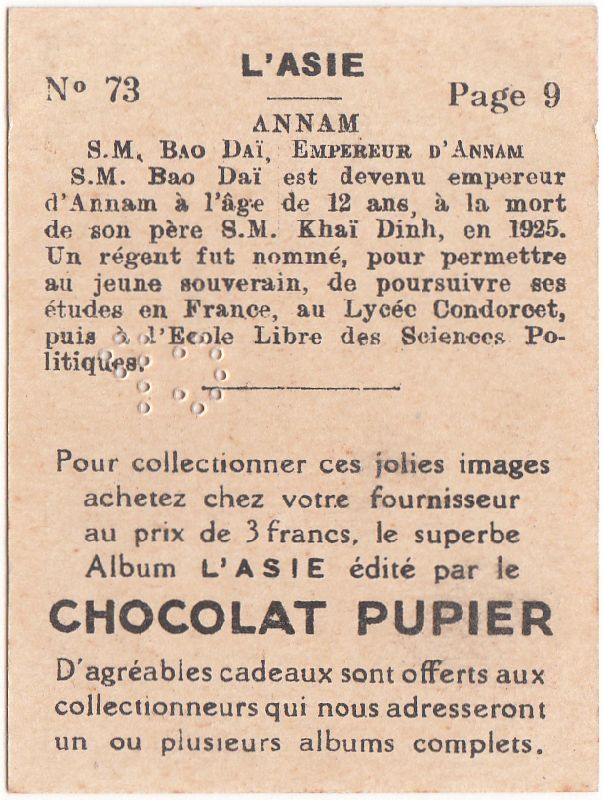 L'ASIE
Nº 73
Page 9
ANNAM
S.M. BAO DAÏ, EMPEREUR D'ANNAM
S.M. Bao Daï est devenu empereur
d'Annam à l'âge de 12 ans, à la mort
de son père S.M. Khaï Dinh, en 1925.
Un régent fut nommé, pour permettre
au jeune souverain, de poursuivre ses
études en France, au Lycée Condorcet,
puis à l'Ecole Libre des Sciences Po-
litiques.
Pour collectionner ces jolies images
achetez chez votre fournisseur
au prix de 3 francs, le superbe
Album L'ASIE édité par le
CHOCOLAT PUPIER
D'agréables cadeaux sont offerts aux
collectionneurs qui nous adresseront
un ou plusieurs albums complets.